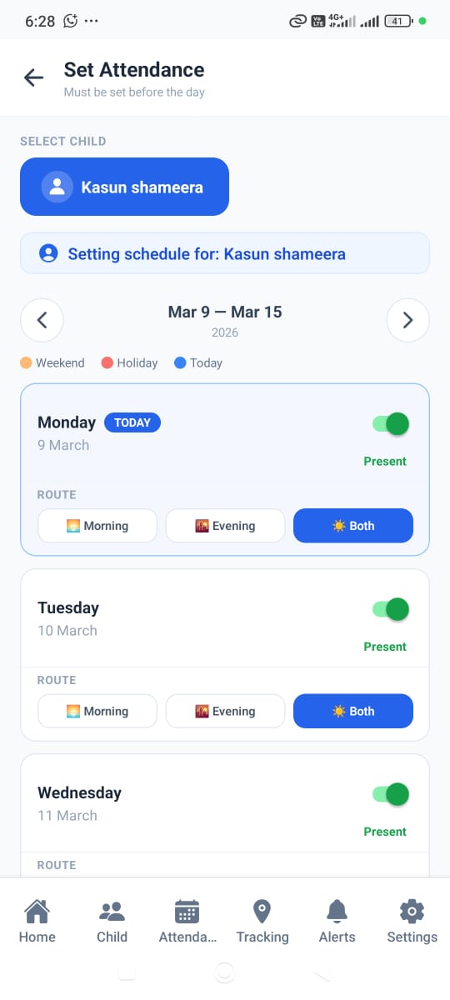 6:28 4G+ Vo LTE 41
Set Attendance
Must be set before the day
SELECT CHILD
Kasun shameera
Setting schedule for: Kasun shameera
Mar 9 — Mar 15
2026
Weekend Holiday Today
Monday TODAY
9 March
Present
ROUTE
Morning Evening Both
Tuesday
10 March
Present
ROUTE
Morning Evening Both
Wednesday
11 March
Present
ROUTE
Home Child Attenda... Tracking Alerts Settings